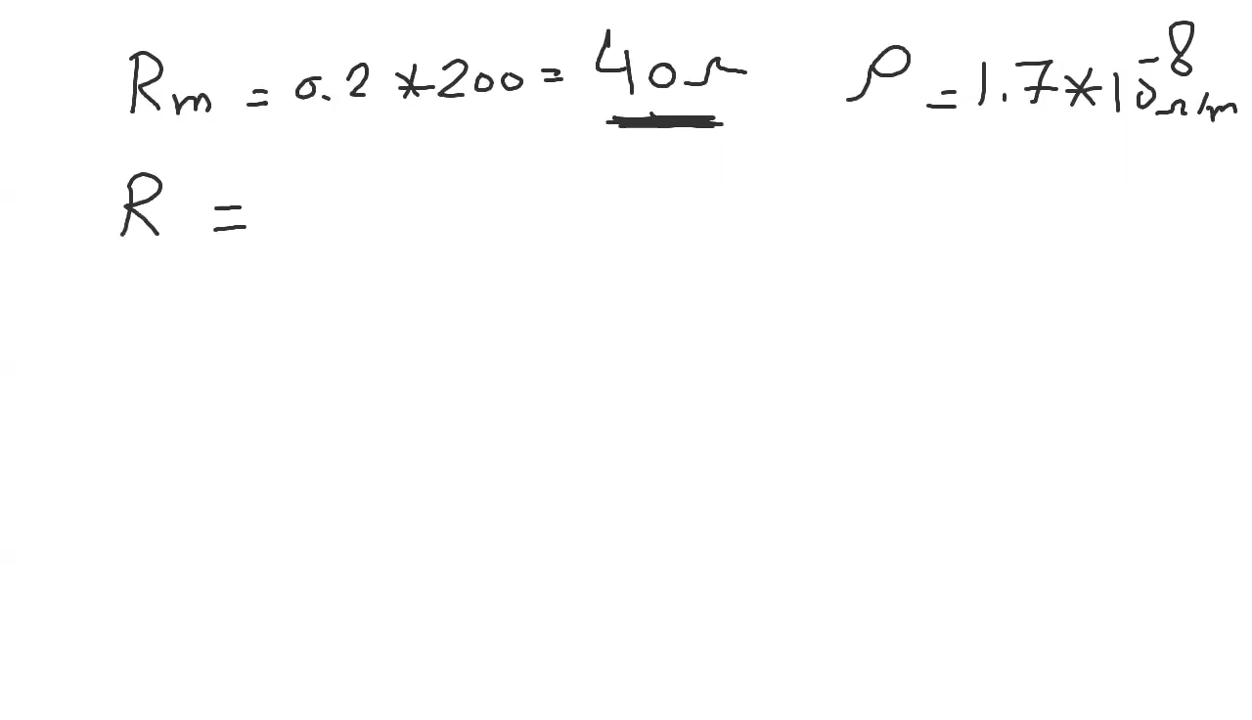 Rm = 0.2 * 200 = 40Ω ρ = 1.7 * 10⁻⁸ Ω/m
R =